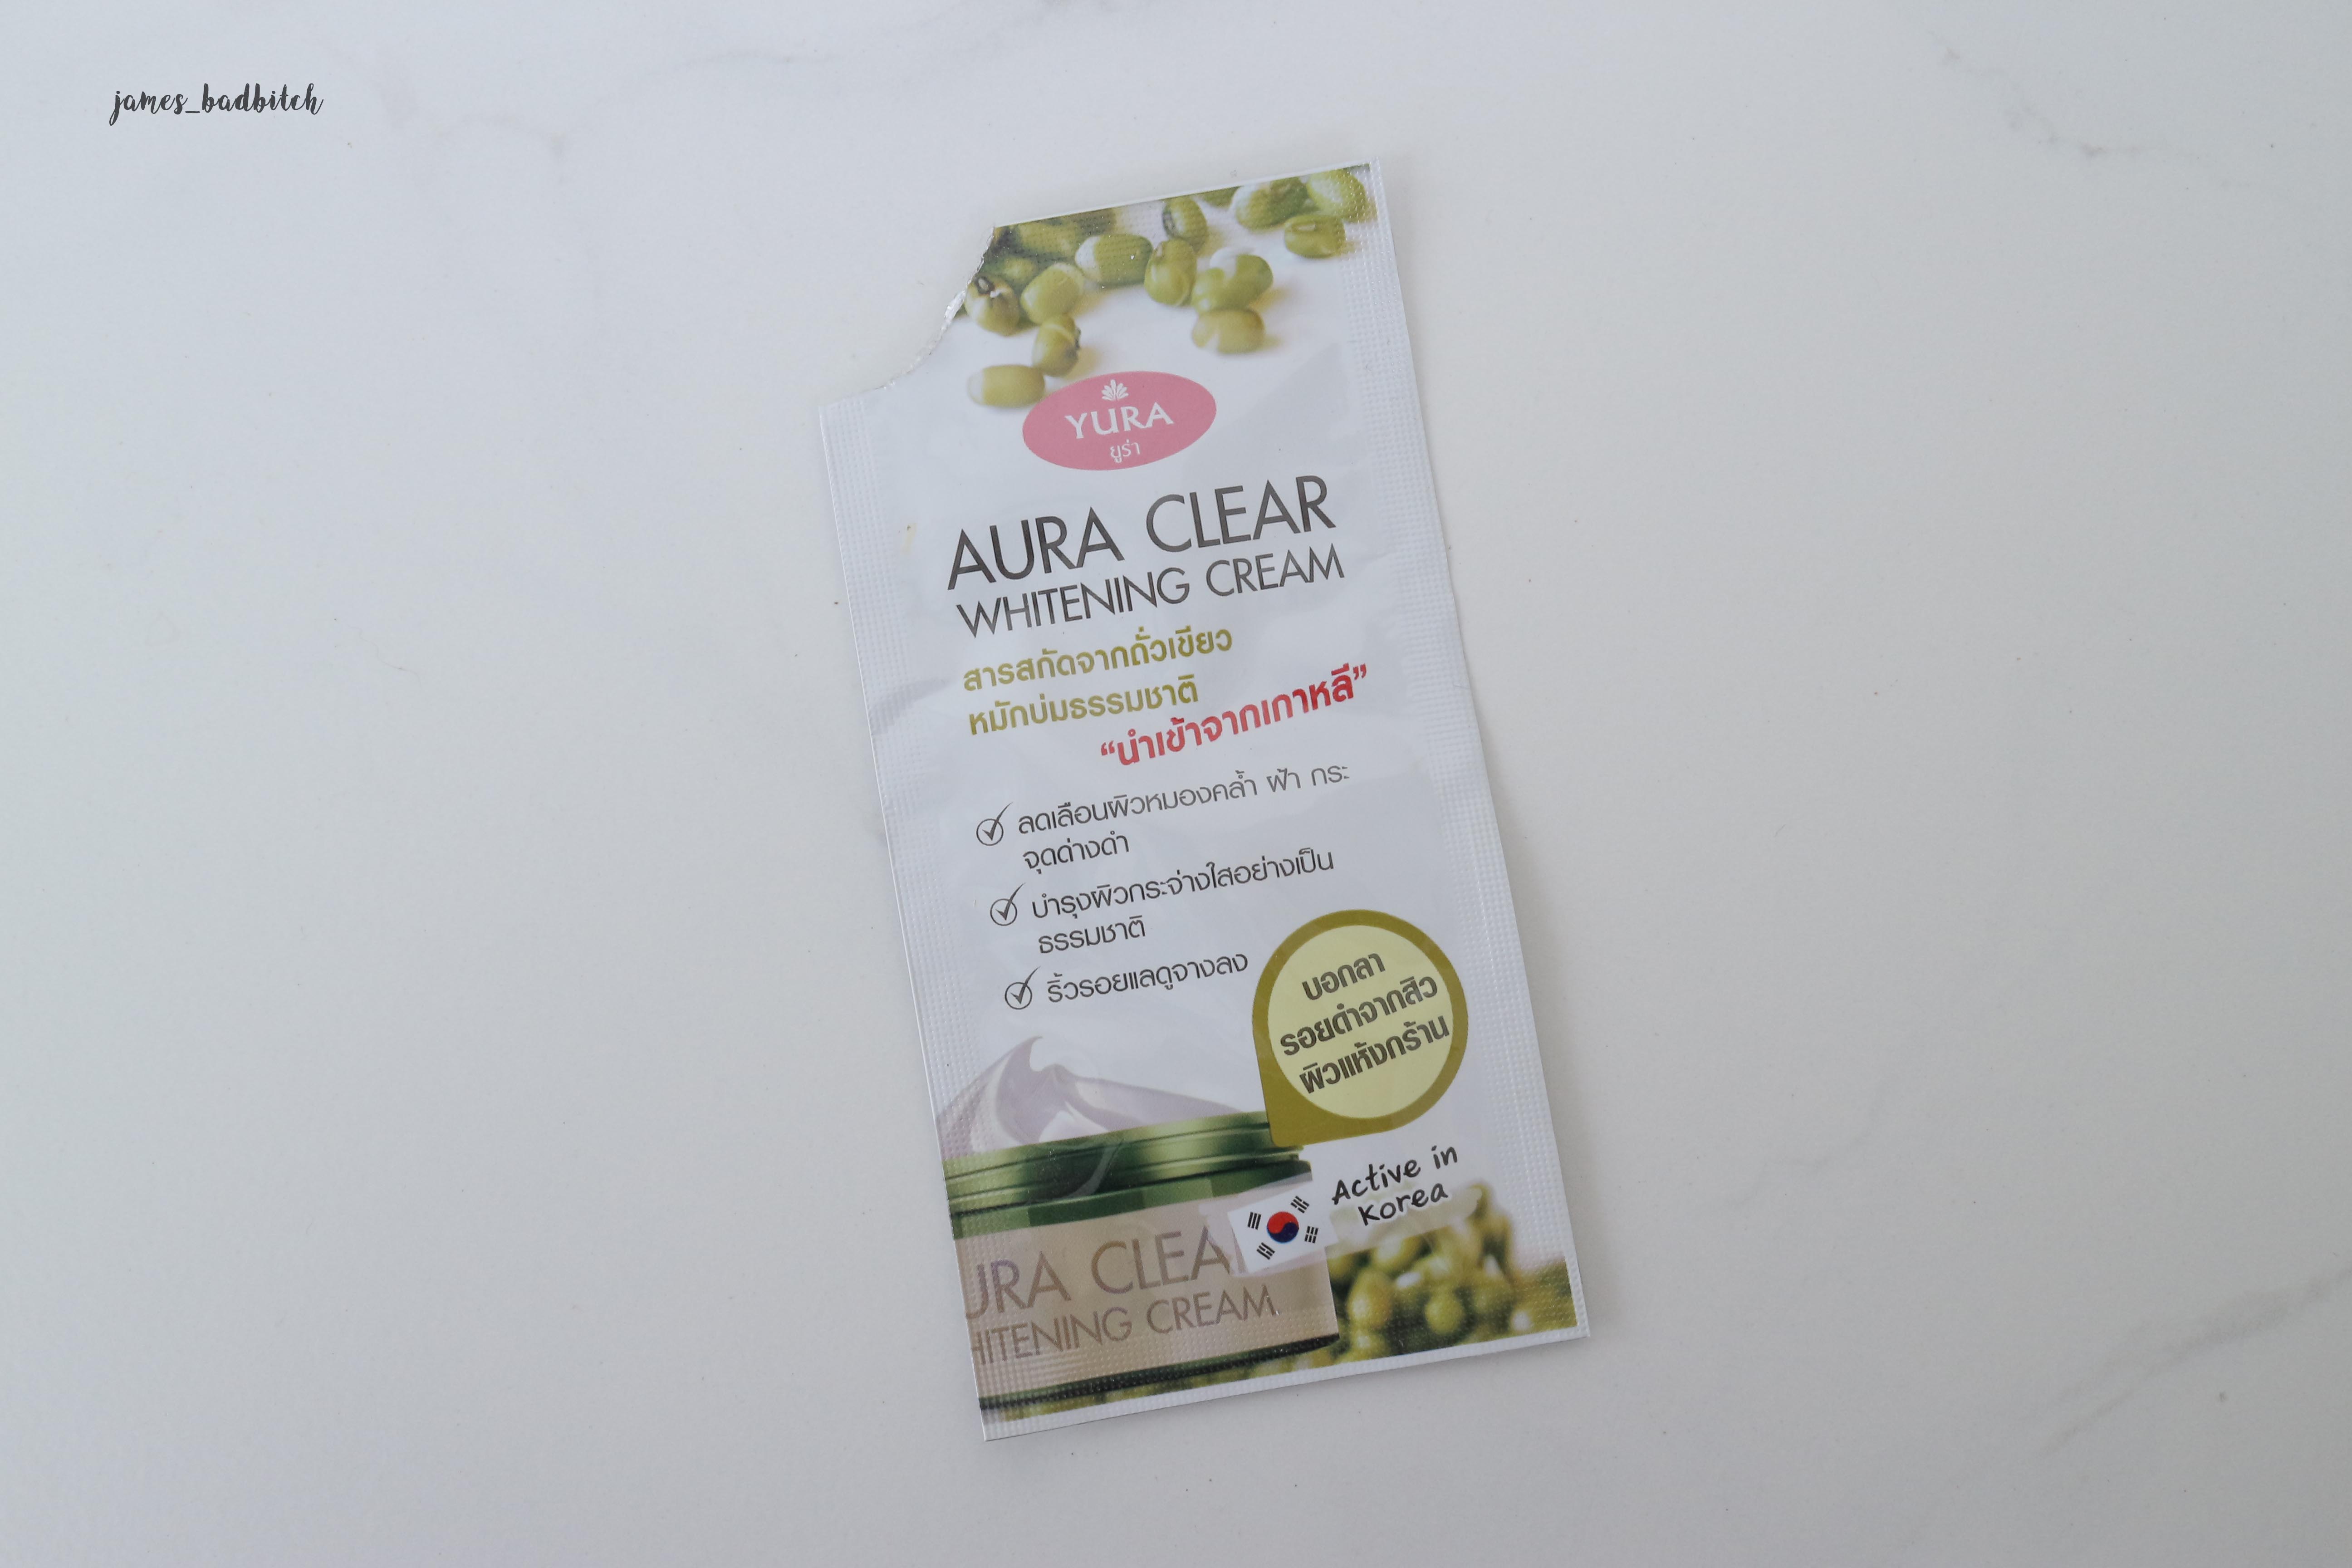 james_badbitch
YURA
ยูร่า
AURA CLEAR
WHITENING CREAM
สารสกัดจากถั่วเขียว
หมักบ่มธรรมชาติ
“นำเข้าจากเกาหลี”
ลดเลือนผิวหมองคล้ำ ฝ้า กระ
จุดด่างดำ
บำรุงผิวกระจ่างใสอย่างเป็น
ธรรมชาติ
ริ้วรอยแลดูจางลง
บอกลา
รอยดำจากสิว
ผิวแห้งกร้าน
Active in
Korea
URA CLEA
HITENING CREAM